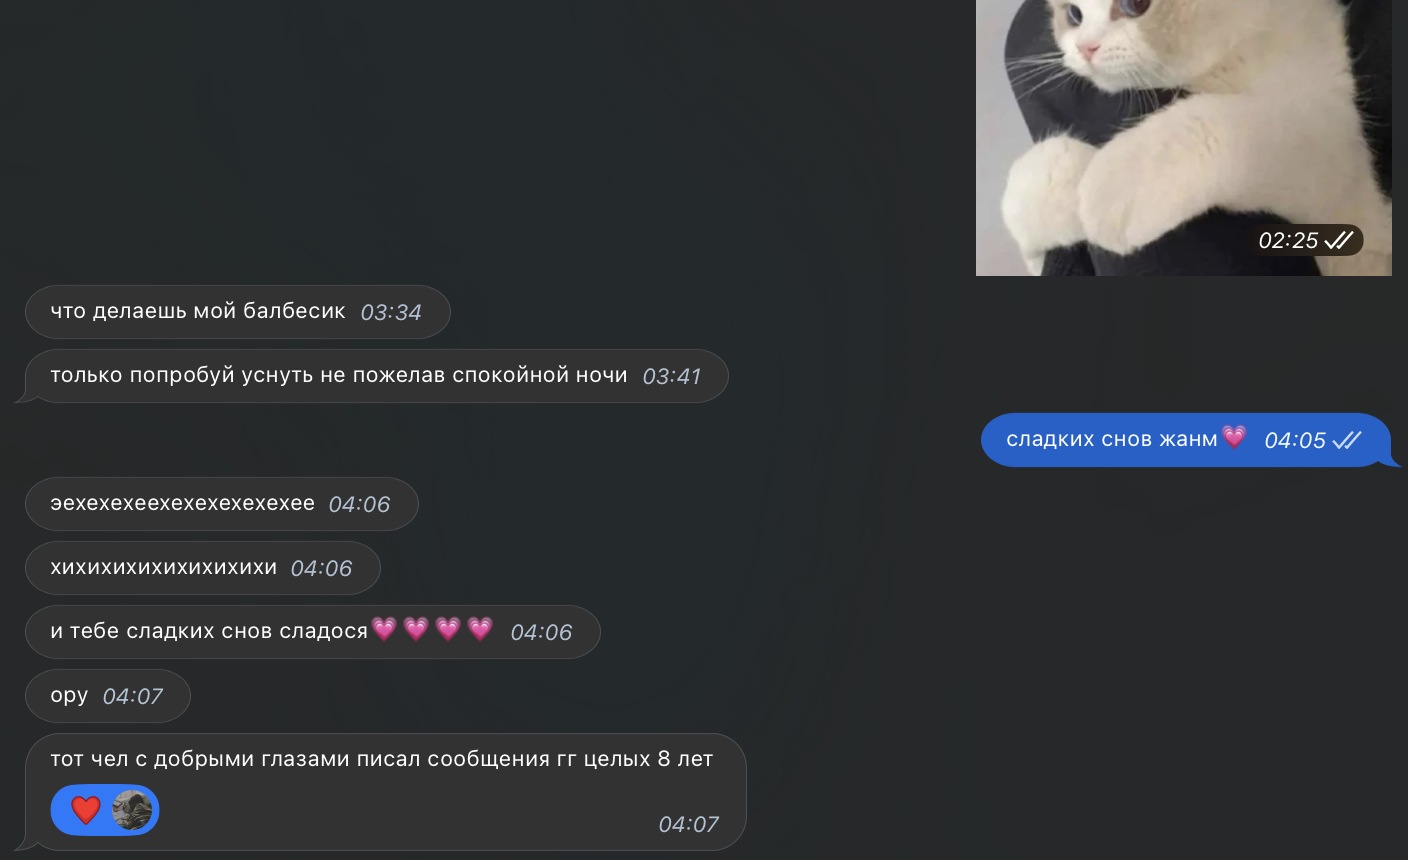 02:25
что делаешь мой балбесик 03:34
только попробуй уснуть не пожелав спокойной ночи 03:41
сладких снов жанм💗 04:05
эехехехеехехехехехехее 04:06
хихихихихихихихихи 04:06
и тебе сладких снов сладося💗💗💗💗 04:06
ору 04:07
тот чел с добрыми глазами писал сообщения гг целых 8 лет
❤️ 04:07